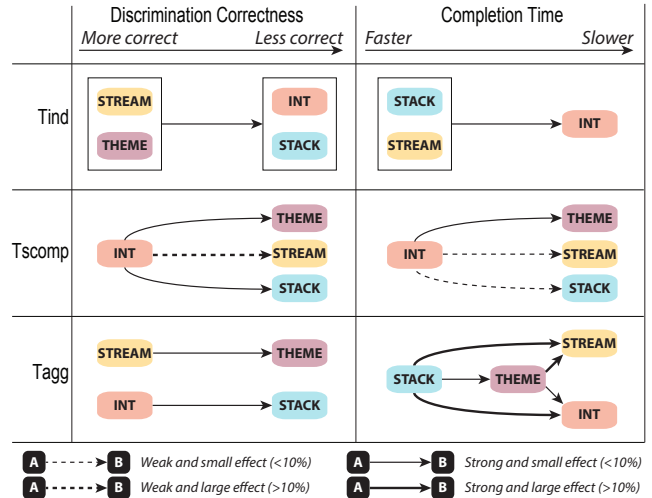 Discrimination Correctness Completion Time
More correct Less correct Faster Slower
Tind
STREAM INT STACK INT
THEME STACK STREAM
Tscomp
THEME THEME
INT STREAM INT STREAM
STACK STACK
Tagg
STREAM THEME STREAM
STACK THEME
INT STACK INT
A B Weak and small effect (<10%) A B Strong and small effect (<10%)
A B Weak and large effect (>10%) A B Strong and large effect (>10%)